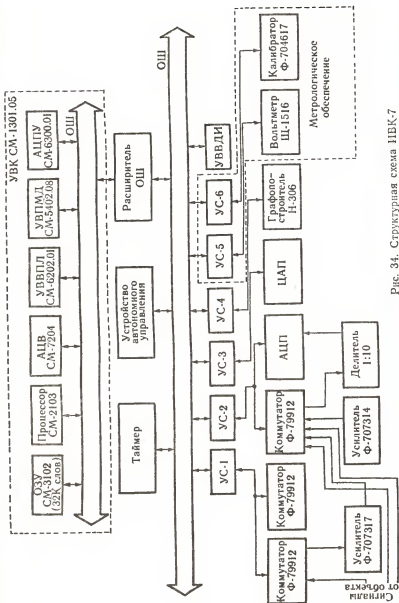 УВК СМ-1301.05
ОЗУ
СМ-3102
(32К слов)
Процессор
СМ-2103
АЦВ
СМ-7204
УВВПЛ
СМ-6202.01
УВПМД
СМ-5402.08
АЦПУ
СМ-6300.01
ОШ
Таймер
Устройство
автономного
управления
Расширитель
ОШ
ОШ
УС-1
УС-2
УС-3
УС-4
УС-5
УС-6
УВВДИ
Коммутатор
Ф-79912
Коммутатор
Ф-79912
Коммутатор
Ф-79912
АЦП
ЦАП
Графопо-
строитель
Н-306
Вольтметр
Щ-1516
Калибратор
Ф-704617
Метрологическое
обеспечение
Усилитель
Ф-707317
Усилитель
Ф-707314
Делитель
1:10
Сигналы
от объекта
Рис. 34. Структурная схема ИВК-7